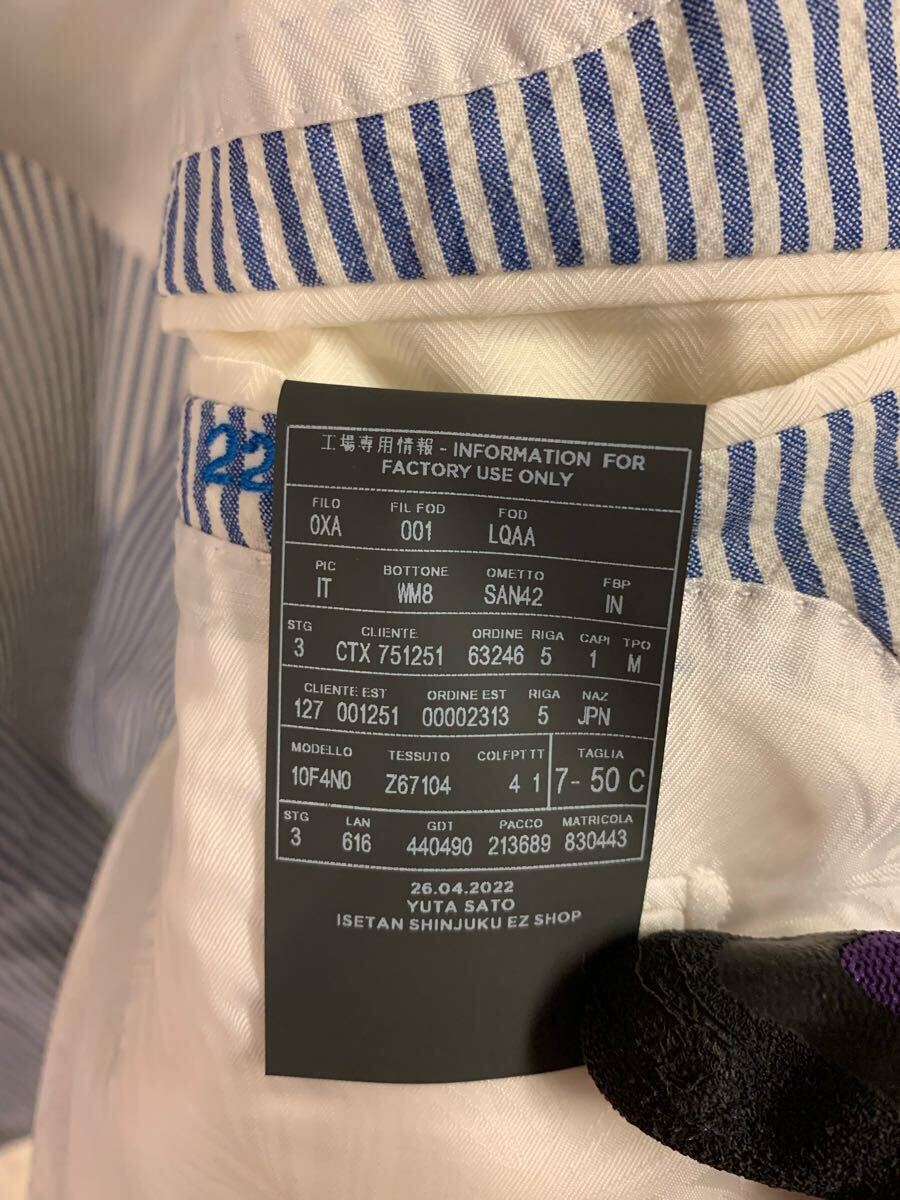 22
工場専用情報 - INFORMATION FOR
FACTORY USE ONLY
FILO FIL FOD FOD
0XA 001 LQAA
PIC BOTTONE OMETTO FBP
IT WM8 SAN42 IN
STG CLIENTE ORDINE RIGA CAPI TPO
3 CTX 751251 63246 5 1 M
CLIENTE EST ORDINE EST RIGA NAZ
127 001251 00002313 5 JPN
MODELLO TESSUTO COLFPTTT TAGLIA
10F4N0 Z67104 4 1 7- 50 C
STG LAN GDT PACCO MATRICOLA
3 616 440490 213689 830443
26.04.2022
YUTA SATO
ISETAN SHINJUKU EZ SHOP